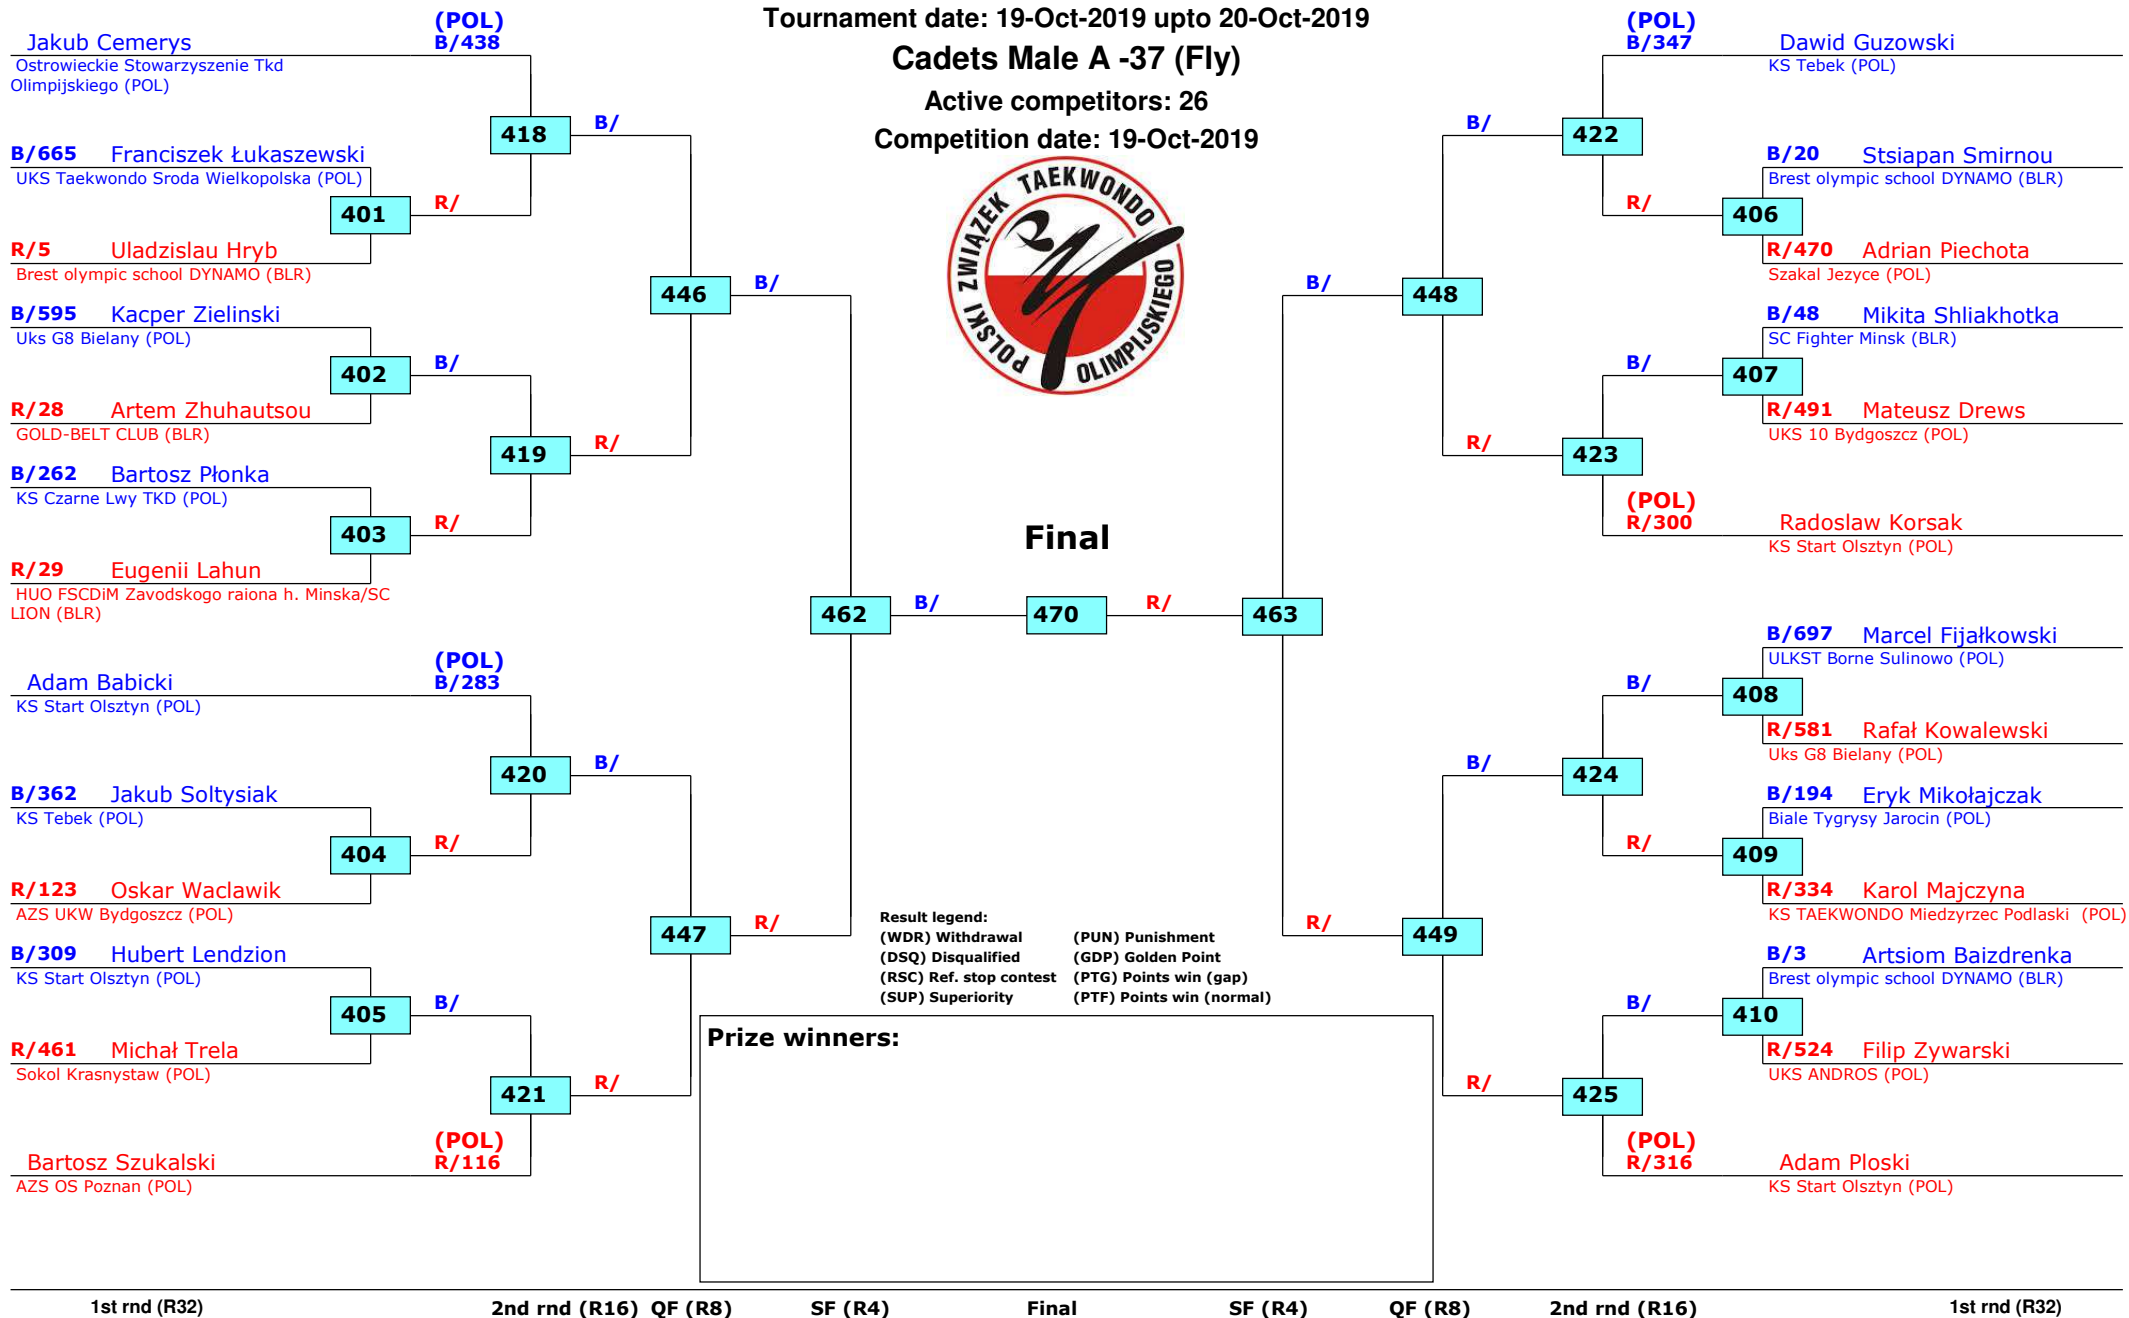 Tournament date: 19-Oct-2019 upto 20-Oct-2019
Cadets Male A -37 (Fly)
Active competitors: 26
Competition date: 19-Oct-2019
POLSKI ZWIĄZEK TAEKWONDO OLIMPIJSKIEGO
(POL)
Jakub Cemerys B/438
Ostrowieckie Stowarzyszenie Tkd
Olimpijskiego (POL)
418 B/
B/665 Franciszek Łukaszewski
UKS Taekwondo Sroda Wielkopolska (POL)
401 R/
R/5 Uladzislau Hryb
Brest olympic school DYNAMO (BLR)
446 B/
B/595 Kacper Zielinski
Uks G8 Bielany (POL)
402 B/
R/28 Artem Zhuhautsou
GOLD-BELT CLUB (BLR)
419 R/
B/262 Bartosz Płonka
KS Czarne Lwy TKD (POL)
403 R/
R/29 Eugenii Lahun
HUO FSCDiM Zavodskogo raiona h. Minska/SC
LION (BLR)
(POL)
Adam Babicki B/283
KS Start Olsztyn (POL)
420 B/
B/362 Jakub Soltysiak
KS Tebek (POL)
404 R/
R/123 Oskar Waclawik
AZS UKW Bydgoszcz (POL)
447 R/
B/309 Hubert Lendzion
KS Start Olsztyn (POL)
405 B/
R/461 Michał Trela
Sokol Krasnystaw (POL)
421 R/
(POL)
Bartosz Szukalski R/116
AZS OS Poznan (POL)
Final
462 B/ 470 R/ 463
(POL)
B/347 Dawid Guzowski
KS Tebek (POL)
B/ 422
B/20 Stsiapan Smirnou
Brest olympic school DYNAMO (BLR)
R/ 406
R/470 Adrian Piechota
Szakal Jezyce (POL)
B/ 448
B/48 Mikita Shliakhotka
SC Fighter Minsk (BLR)
B/ 407
R/491 Mateusz Drews
UKS 10 Bydgoszcz (POL)
R/ 423
(POL)
R/300 Radoslaw Korsak
KS Start Olsztyn (POL)
B/697 Marcel Fijałkowski
ULKST Borne Sulinowo (POL)
B/ 408
R/581 Rafał Kowalewski
Uks G8 Bielany (POL)
B/ 424
B/194 Eryk Mikołajczak
Biale Tygrysy Jarocin (POL)
R/ 409
R/334 Karol Majczyna
KS TAEKWONDO Miedzyrzec Podlaski (POL)
R/ 449
B/3 Artsiom Baizdrenka
Brest olympic school DYNAMO (BLR)
B/ 410
R/524 Filip Zywarski
UKS ANDROS (POL)
R/ 425
(POL)
R/316 Adam Ploski
KS Start Olsztyn (POL)
Result legend:
(WDR) Withdrawal (PUN) Punishment
(DSQ) Disqualified (GDP) Golden Point
(RSC) Ref. stop contest (PTG) Points win (gap)
(SUP) Superiority (PTF) Points win (normal)
Prize winners:
1st rnd (R32) 2nd rnd (R16) QF (R8) SF (R4) Final SF (R4) QF (R8) 2nd rnd (R16) 1st rnd (R32)